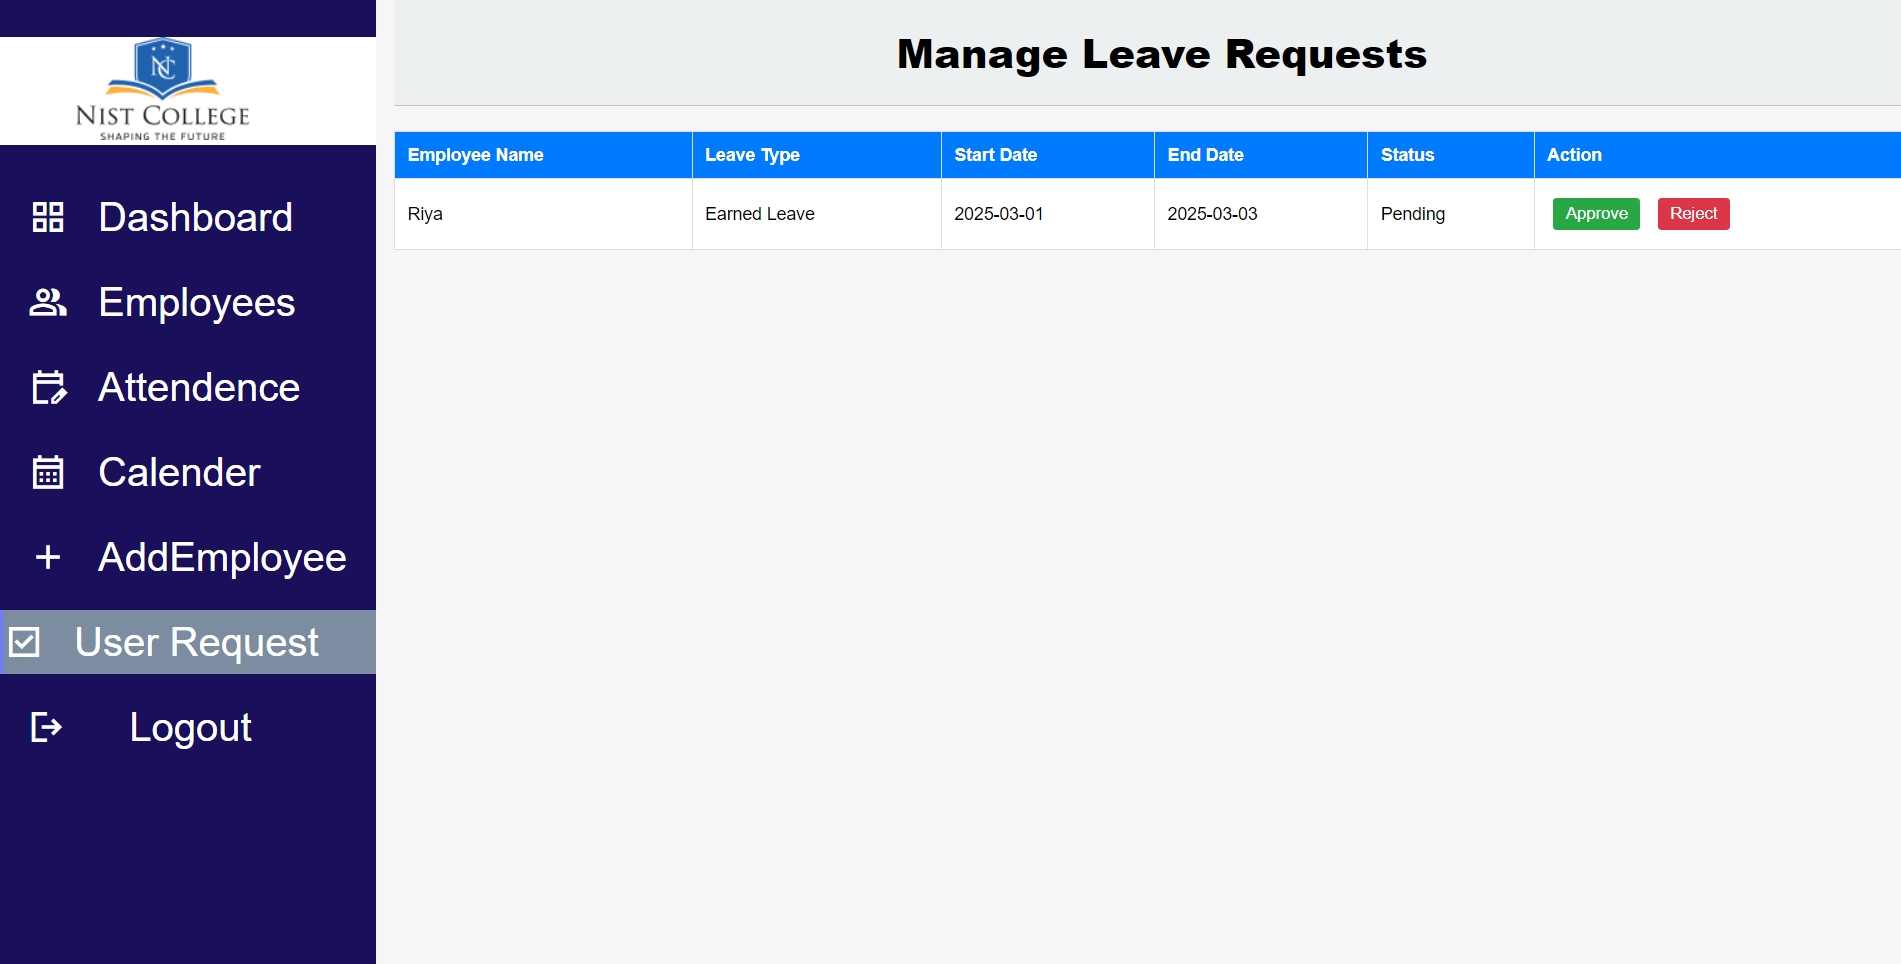 NC
NIST COLLEGE
SHAPING THE FUTURE
Dashboard
Employees
Attendence
Calender
AddEmployee
User Request
Logout
Manage Leave Requests
Employee Name Leave Type Start Date End Date Status Action
Riya Earned Leave 2025-03-01 2025-03-03 Pending Approve Reject